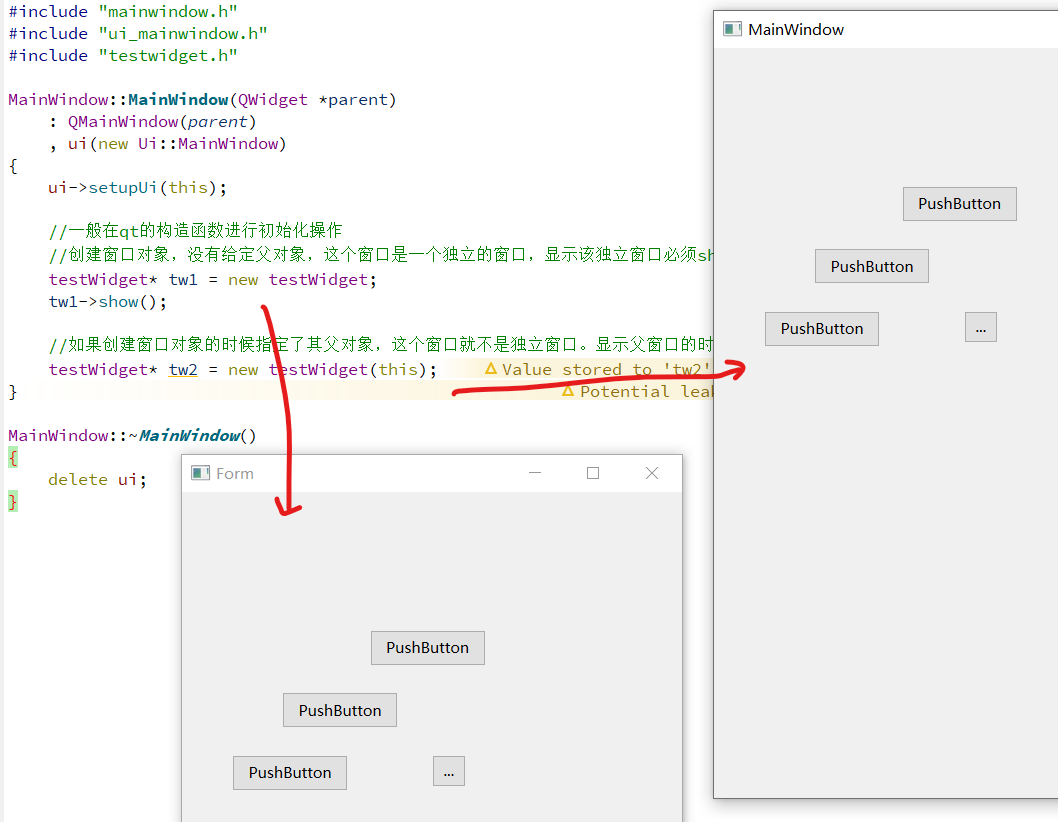 #include "mainwindow.h"
#include "ui_mainwindow.h"
#include "testwidget.h"
MainWindow::MainWindow(QWidget *parent)
    : QMainWindow(parent)
    , ui(new Ui::MainWindow)
{
    ui->setupUi(this);
    //一般在qt的构造函数进行初始化操作
    //创建窗口对象，没有给定父对象，这个窗口是一个独立的窗口，显示该独立窗口必须sh
    testWidget* tw1 = new testWidget;
    tw1->show();
    //如果创建窗口对象的时候指定了其父对象，这个窗口就不是独立窗口。显示父窗口的时
    testWidget* tw2 = new testWidget(this); Value stored to 'tw2'
} Potential leak
MainWindow::~MainWindow()
{
    delete ui;
}
Form
PushButton
PushButton
PushButton ...
MainWindow
PushButton
PushButton
PushButton ...